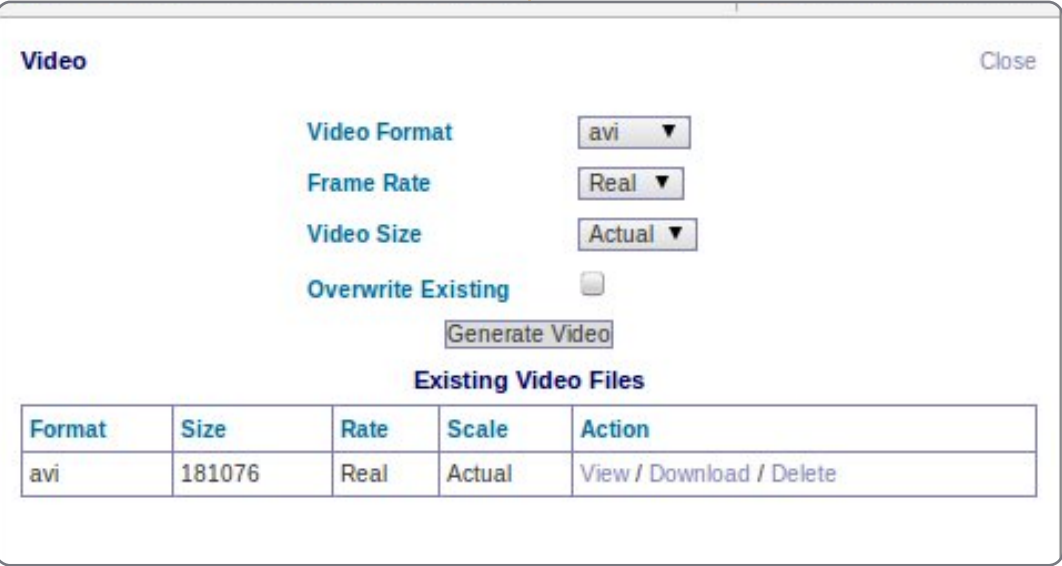 Video Close
Video Format avi
Frame Rate Real
Video Size Actual
Overwrite Existing
Generate Video
Existing Video Files
Format Size Rate Scale Action
avi 181076 Real Actual View / Download / Delete